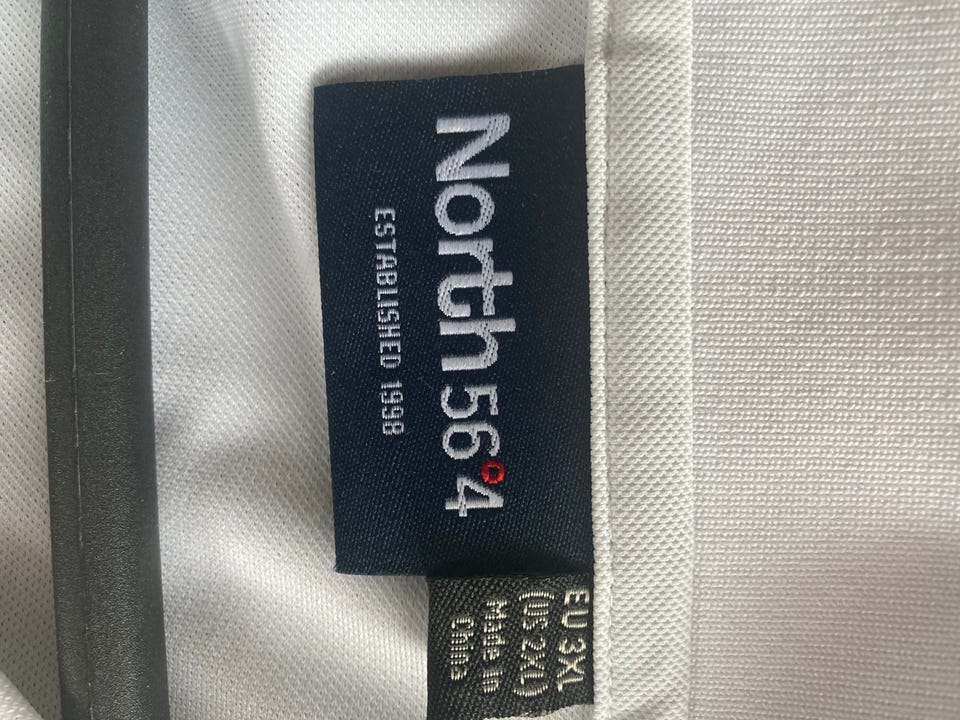 North 56°4
ESTABLISHED 1998
EU 3XL
(US 2XL)
Made in
China